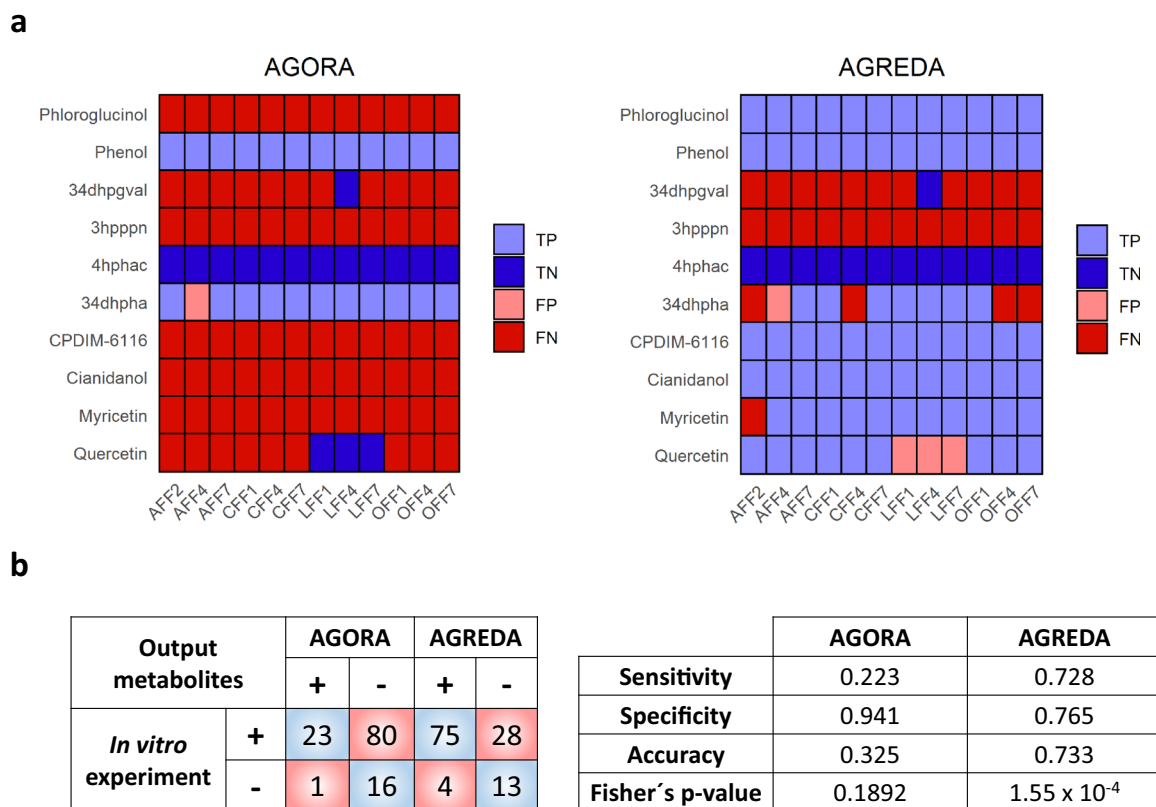 a
AGORA
Phloroglucinol
Phenol
34dhpgval
3hpppn
4hphac
34dhpha
CPDIM-6116
Cianidanol
Myricetin
Quercetin
AFF2 AFF4 AFF7 CFF1 CFF4 CFF7 LFF1 LFF4 LFF7 OFF1 OFF4 OFF7
TP
TN
FP
FN
AGREDA
Phloroglucinol
Phenol
34dhpgval
3hpppn
4hphac
34dhpha
CPDIM-6116
Cianidanol
Myricetin
Quercetin
AFF2 AFF4 AFF7 CFF1 CFF4 CFF7 LFF1 LFF4 LFF7 OFF1 OFF4 OFF7
TP
TN
FP
FN
b
Output metabolites AGORA AGREDA
+ - + -
In vitro experiment + 23 80 75 28
- 1 16 4 13
AGORA AGREDA
Sensitivity 0.223 0.728
Specificity 0.941 0.765
Accuracy 0.325 0.733
Fisher´s p-value 0.1892 1.55 x 10⁻⁴